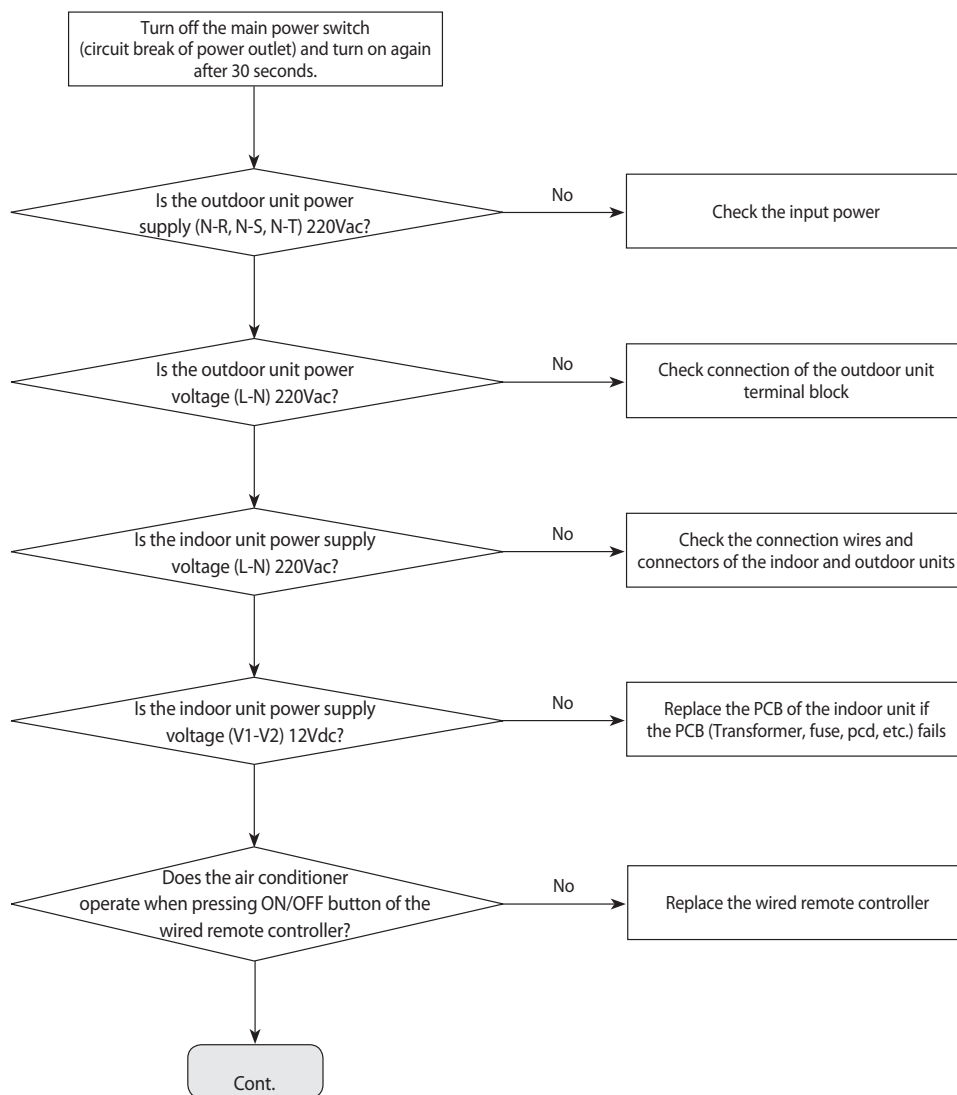 Turn off the main power switch
(circuit break of power outlet) and turn on again
after 30 seconds.
Is the outdoor unit power
supply (N-R, N-S, N-T) 220Vac?
No
Check the input power
Is the outdoor unit power
voltage (L-N) 220Vac?
No
Check connection of the outdoor unit
terminal block
Is the indoor unit power supply
voltage (L-N) 220Vac?
No
Check the connection wires and
connectors of the indoor and outdoor units
Is the indoor unit power supply
voltage (V1-V2) 12Vdc?
No
Replace the PCB of the indoor unit if
the PCB (Transformer, fuse, pcd, etc.) fails
Does the air conditioner
operate when pressing ON/OFF button of the
wired remote controller?
No
Replace the wired remote controller
Cont.